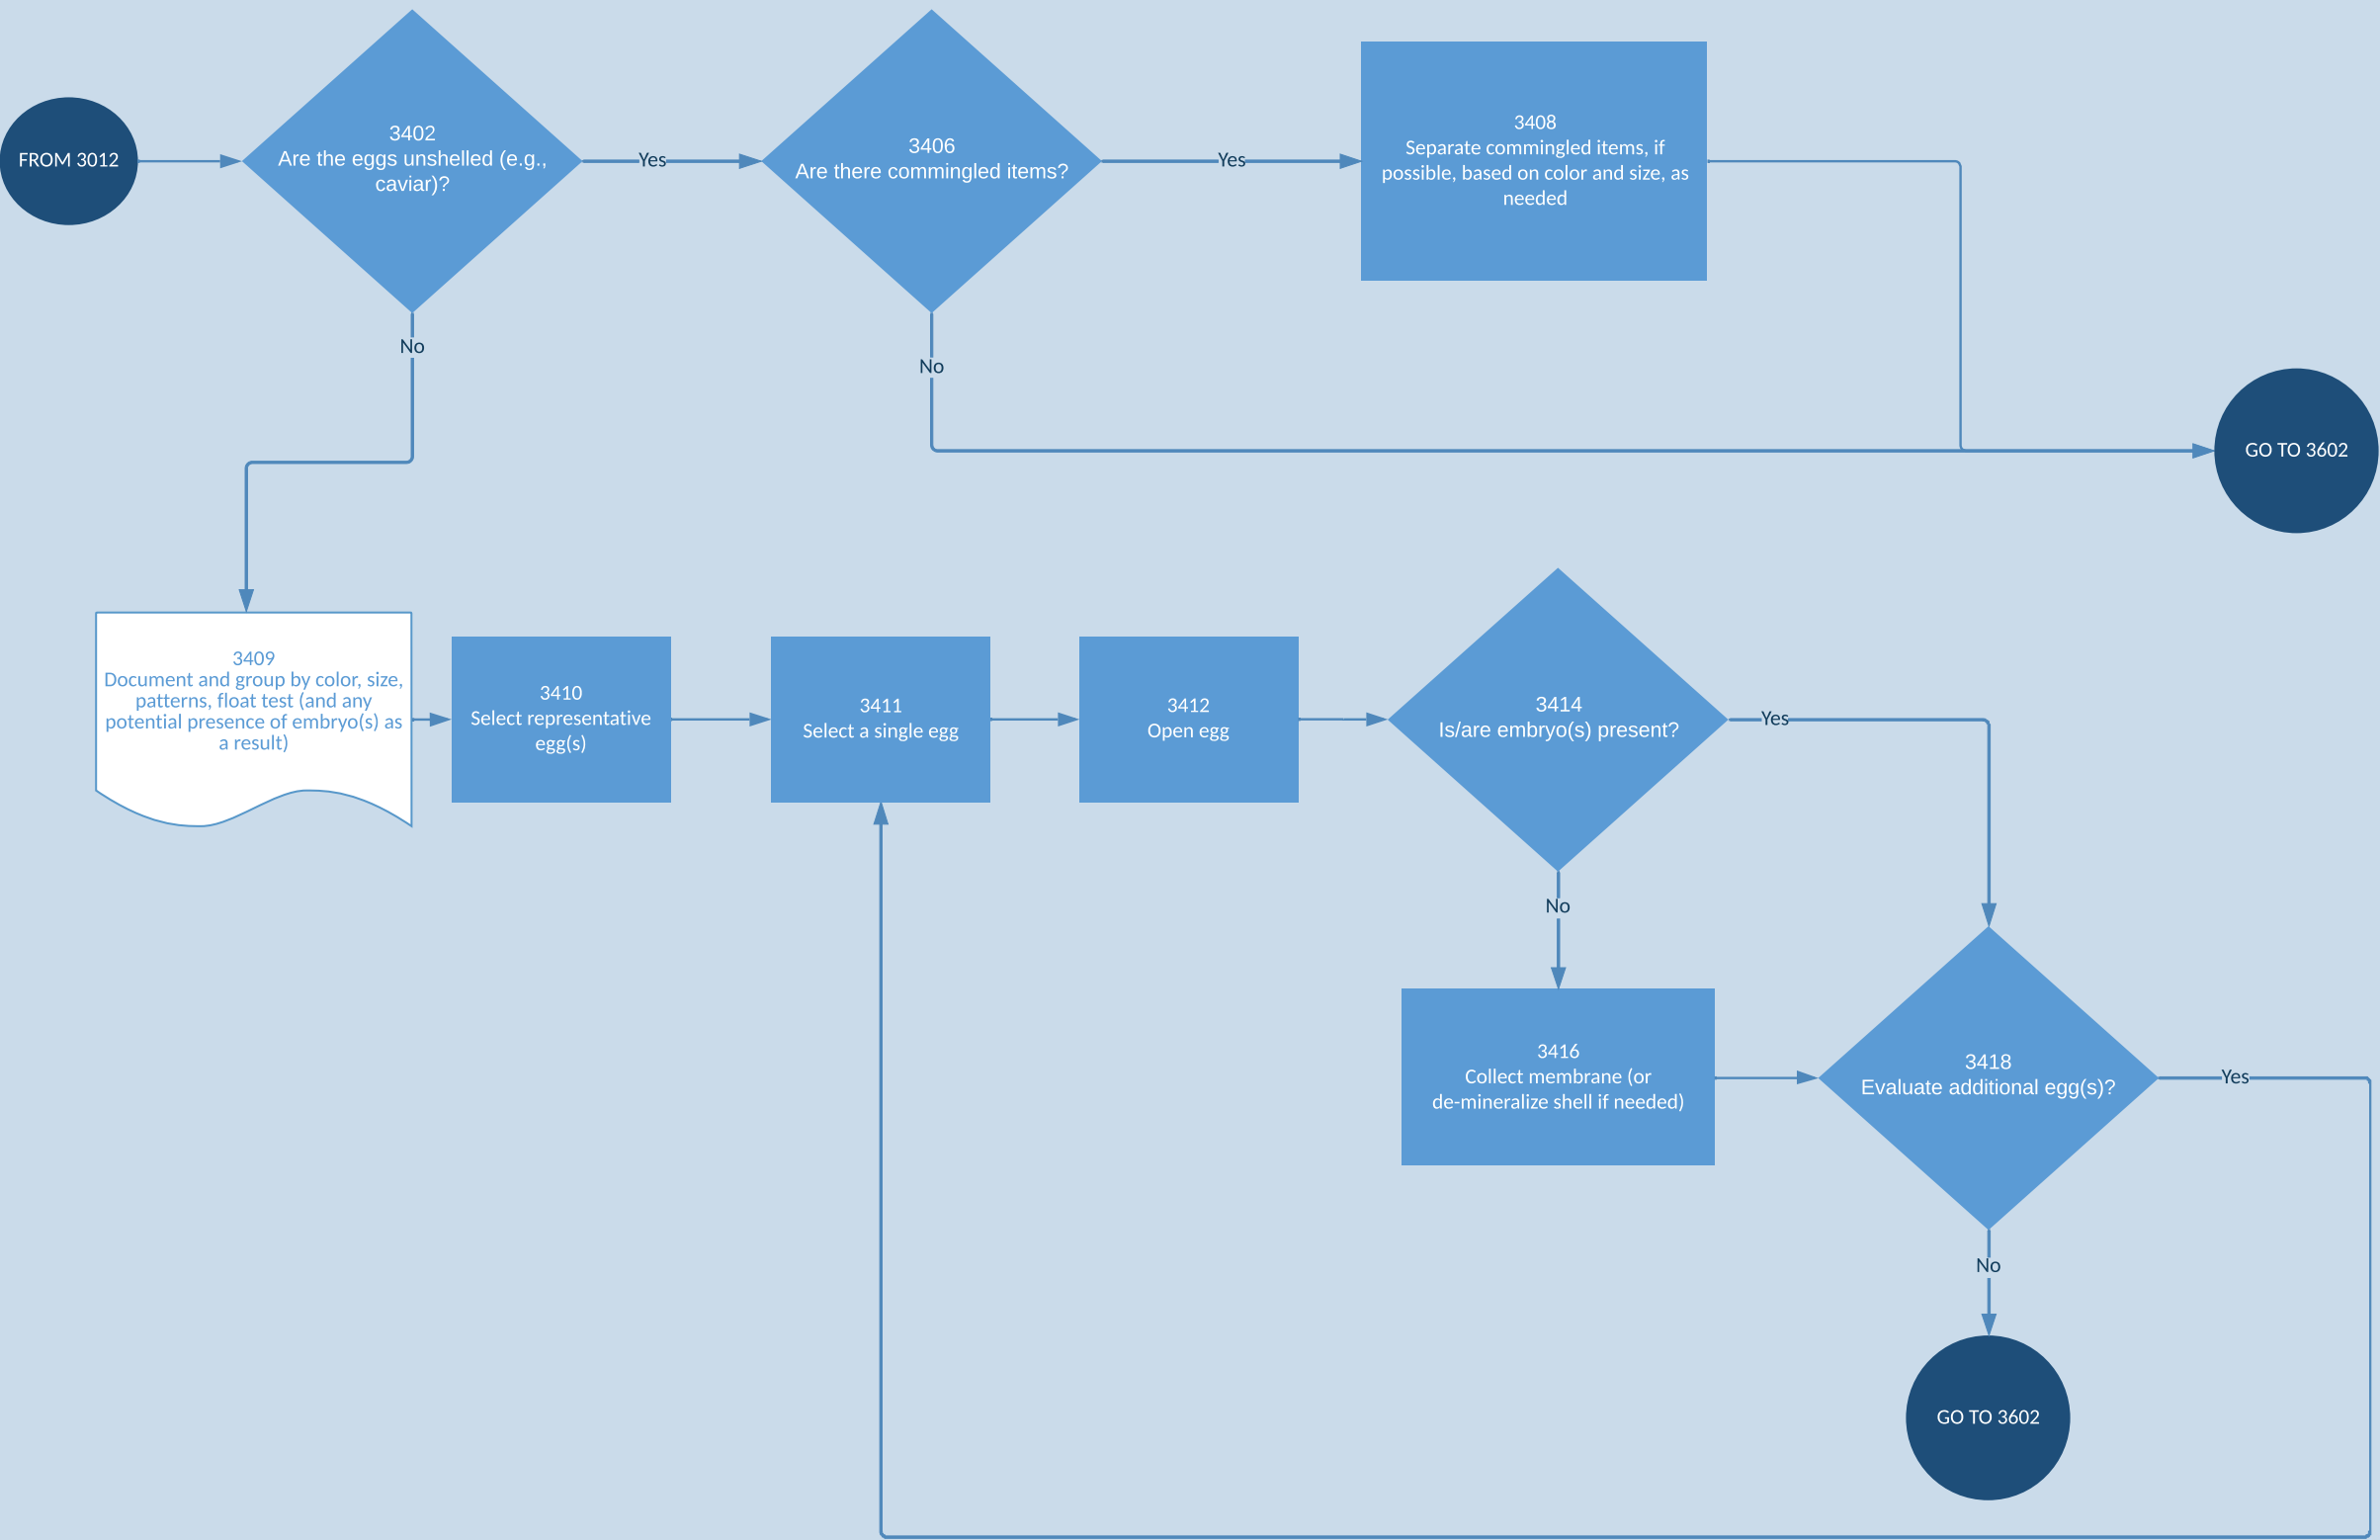 FROM 3012
3402
Are the eggs unshelled (e.g.,
caviar)?
Yes
3406
Are there commingled items?
Yes
3408
Separate commingled items, if
possible, based on color and size, as
needed
No
No
GO TO 3602
3409
Document and group by color, size,
patterns, float test (and any
potential presence of embryo(s) as
a result)
3410
Select representative
egg(s)
3411
Select a single egg
3412
Open egg
3414
Is/are embryo(s) present?
Yes
No
3416
Collect membrane (or
de-mineralize shell if needed)
3418
Evaluate additional egg(s)?
Yes
No
GO TO 3602